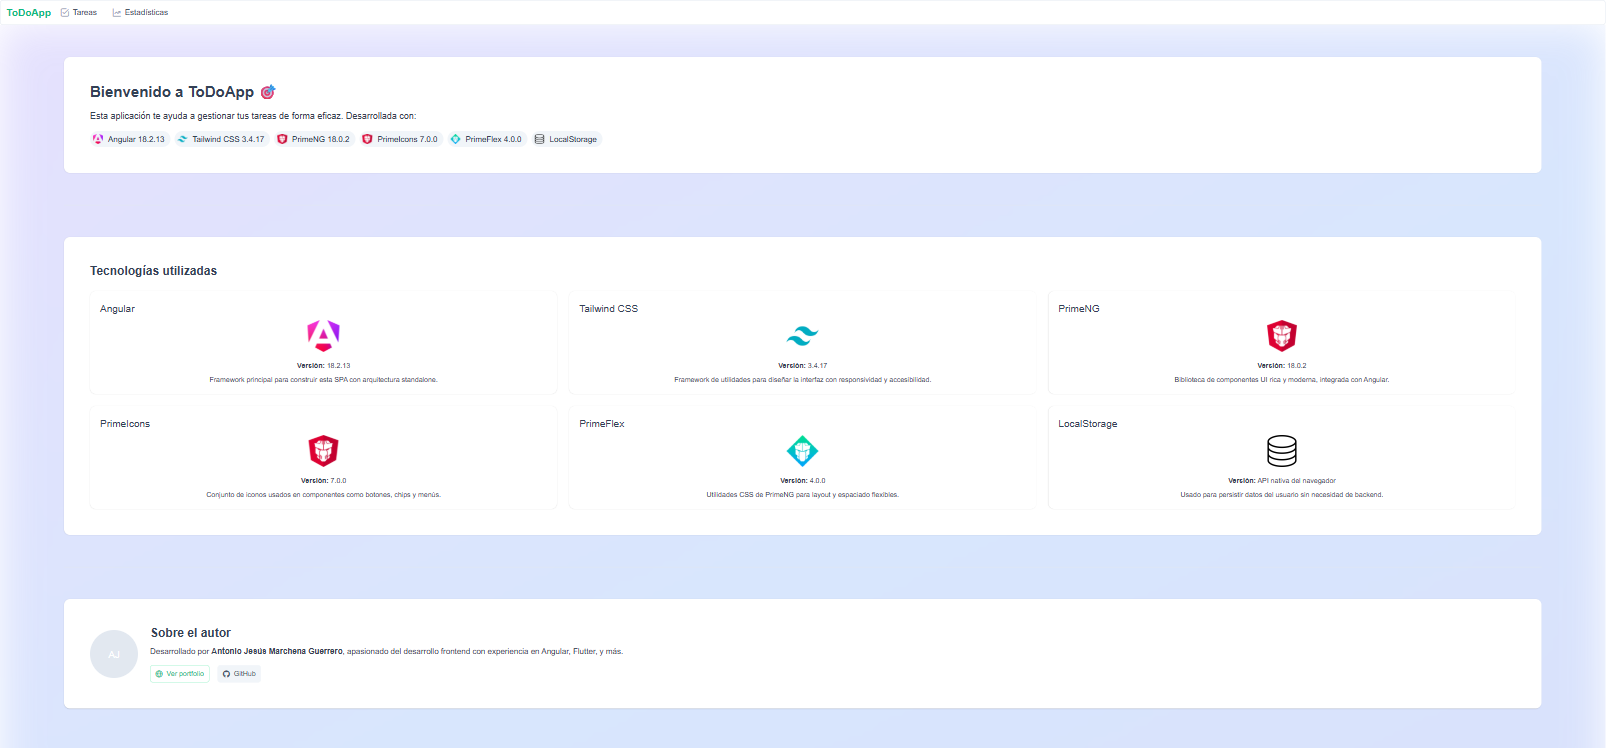 ToDoApp Tareas Estadísticas
Bienvenido a ToDoApp
Esta aplicación te ayuda a gestionar tus tareas de forma eficaz. Desarrollada con:
Angular 18.2.13 Tailwind CSS 3.4.17 PrimeNG 18.0.2 PrimeIcons 7.0.0 PrimeFlex 4.0.0 LocalStorage
Tecnologías utilizadas
Angular
Versión: 18.2.13
Framework principal para construir esta SPA con arquitectura standalone.
Tailwind CSS
Versión: 3.4.17
Framework de utilidades para diseñar la interfaz con responsividad y accesibilidad.
PrimeNG
Versión: 18.0.2
Biblioteca de componentes UI rica y moderna, integrada con Angular.
PrimeIcons
Versión: 7.0.0
Conjunto de iconos usados en componentes como botones, chips y menús.
PrimeFlex
Versión: 4.0.0
Utilidades CSS de PrimeNG para layout y espaciado flexibles.
LocalStorage
Versión: API nativa del navegador
Usado para persistir datos del usuario sin necesidad de backend.
AJ
Sobre el autor
Desarrollado por Antonio Jesús Marchena Guerrero, apasionado del desarrollo frontend con experiencia en Angular, Flutter, y más.
Ver portfolio GitHub